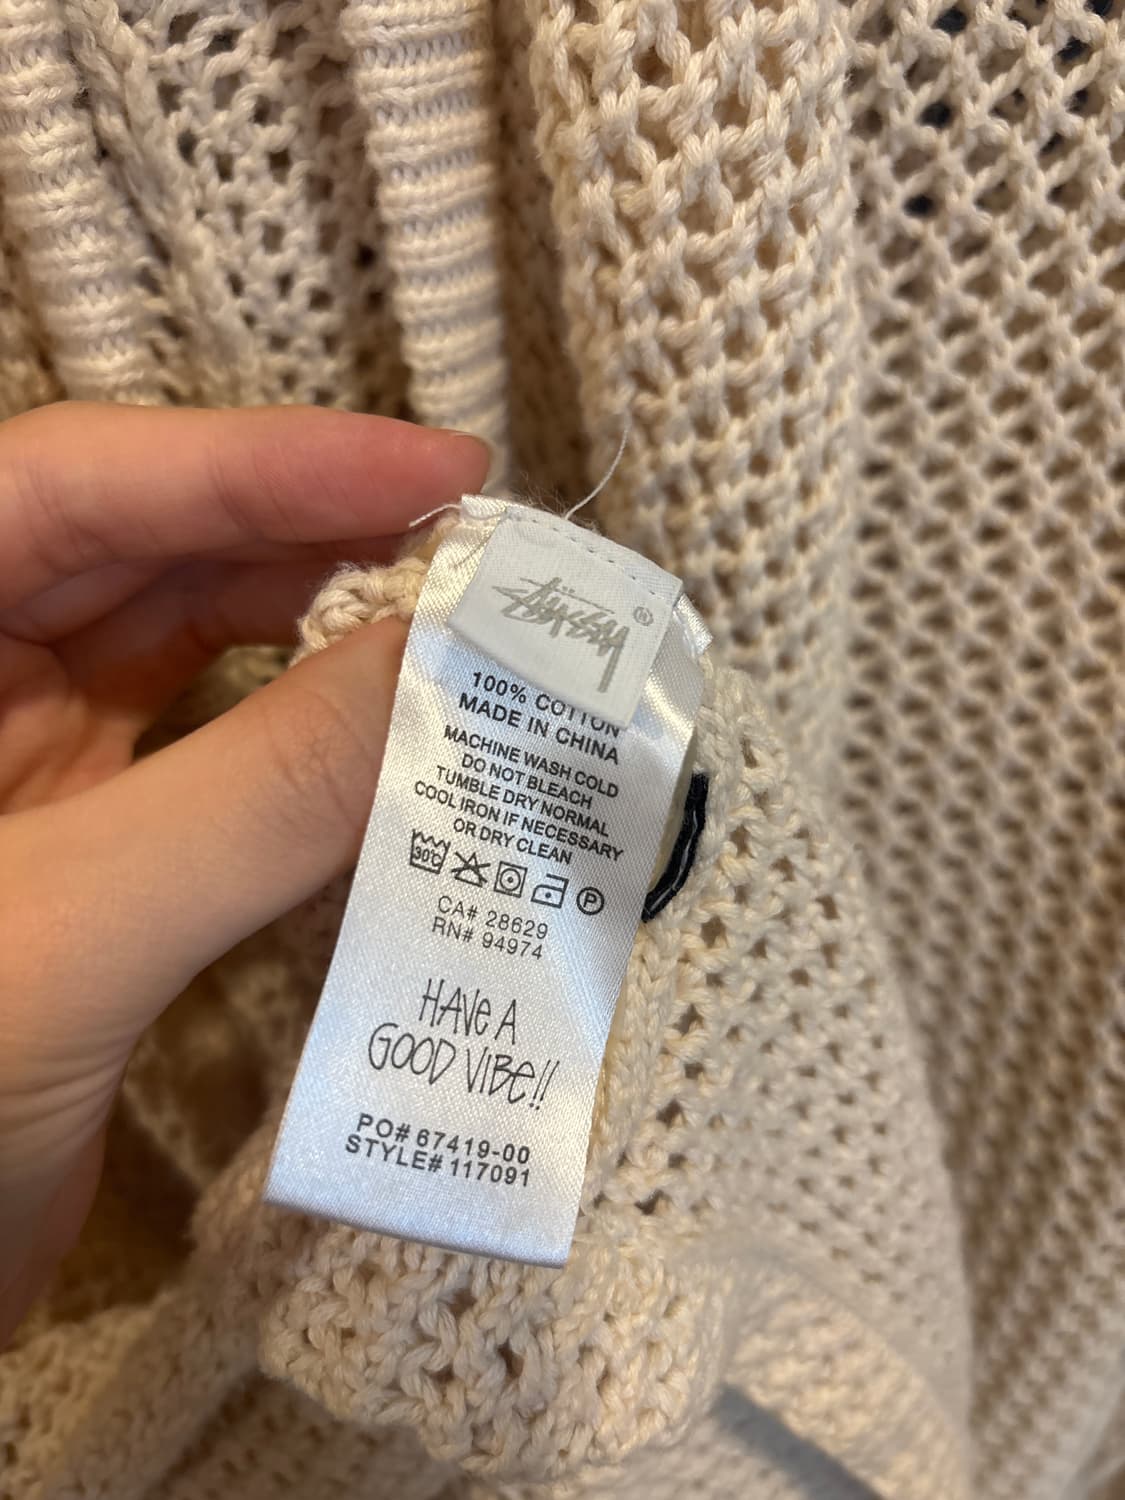 Stüssy ®
100% COTTON
MADE IN CHINA
MACHINE WASH COLD
DO NOT BLEACH
TUMBLE DRY NORMAL
COOL IRON IF NECESSARY
OR DRY CLEAN
30°C P
CA# 28629
RN# 94974
HAVE A
GOOD VIBE!!
PO# 67419-00
STYLE# 117091